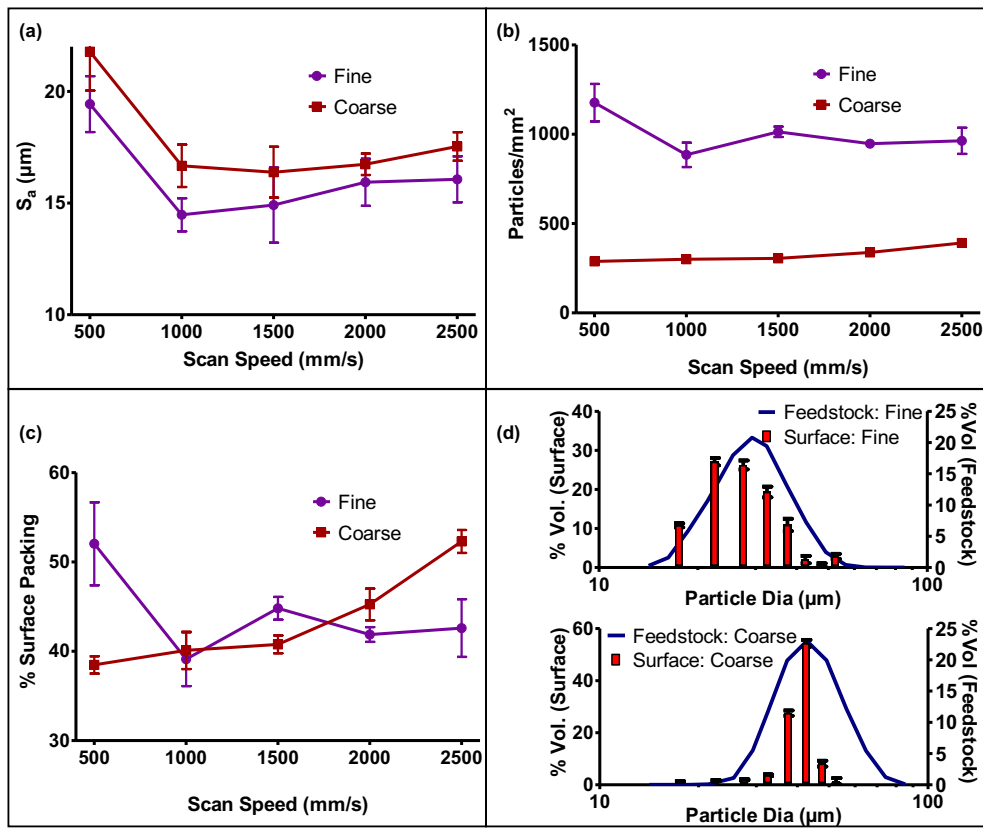 (a)
Fine
Coarse
20
15
10
Sa (µm)
500 1000 1500 2000 2500
Scan Speed (mm/s)
(b)
1500
1000
500
0
Particles/mm2
Fine
Coarse
500 1000 1500 2000 2500
Scan Speed (mm/s)
(c)
60
50
40
30
% Surface Packing
Fine
Coarse
500 1000 1500 2000 2500
Scan Speed (mm/s)
(d)
40
30
20
10
0
% Vol. (Surface)
Feedstock: Fine
Surface: Fine
25
20
15
10
5
0
%Vol (Feedstock)
10 100
Particle Dia (µm)
60
40
20
0
% Vol. (Surface)
Feedstock: Coarse
Surface: Coarse
25
20
15
10
5
0
%Vol (Feedstock)
10 100
Particle Dia (µm)